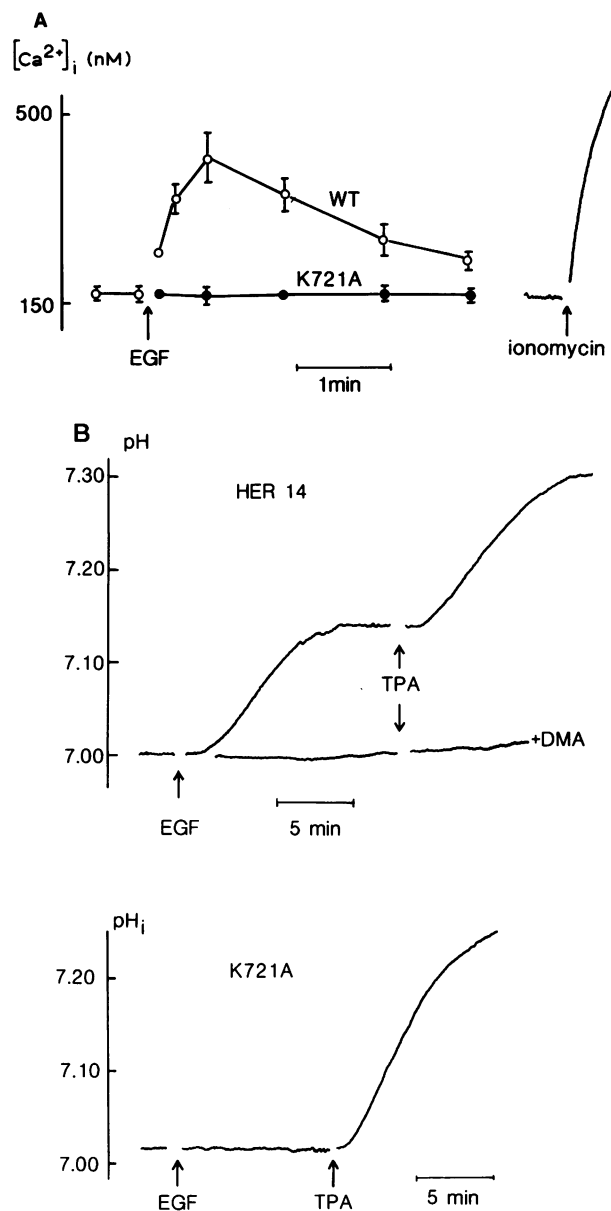 A
[Ca²⁺]i (nM)
500
WT
K721A
150
EGF
1min
ionomycin
B
pH
7.30
HER 14
7.20
7.10
TPA
7.00
+DMA
EGF
5 min
pHi
7.20
K721A
7.10
7.00
EGF
TPA
5 min